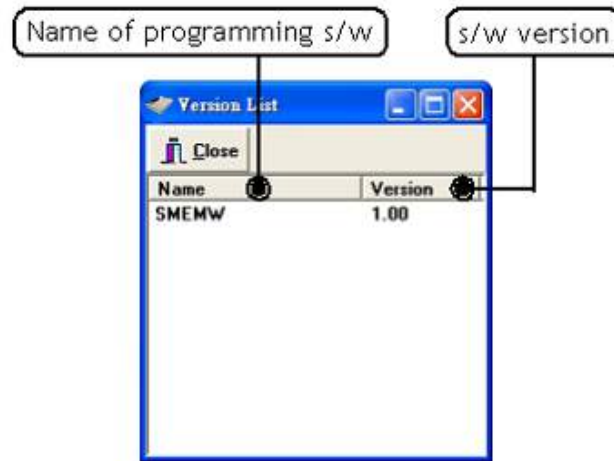 Name of programming s/w
s/w version
Version List
Close
Name Version
SMEMW 1.00